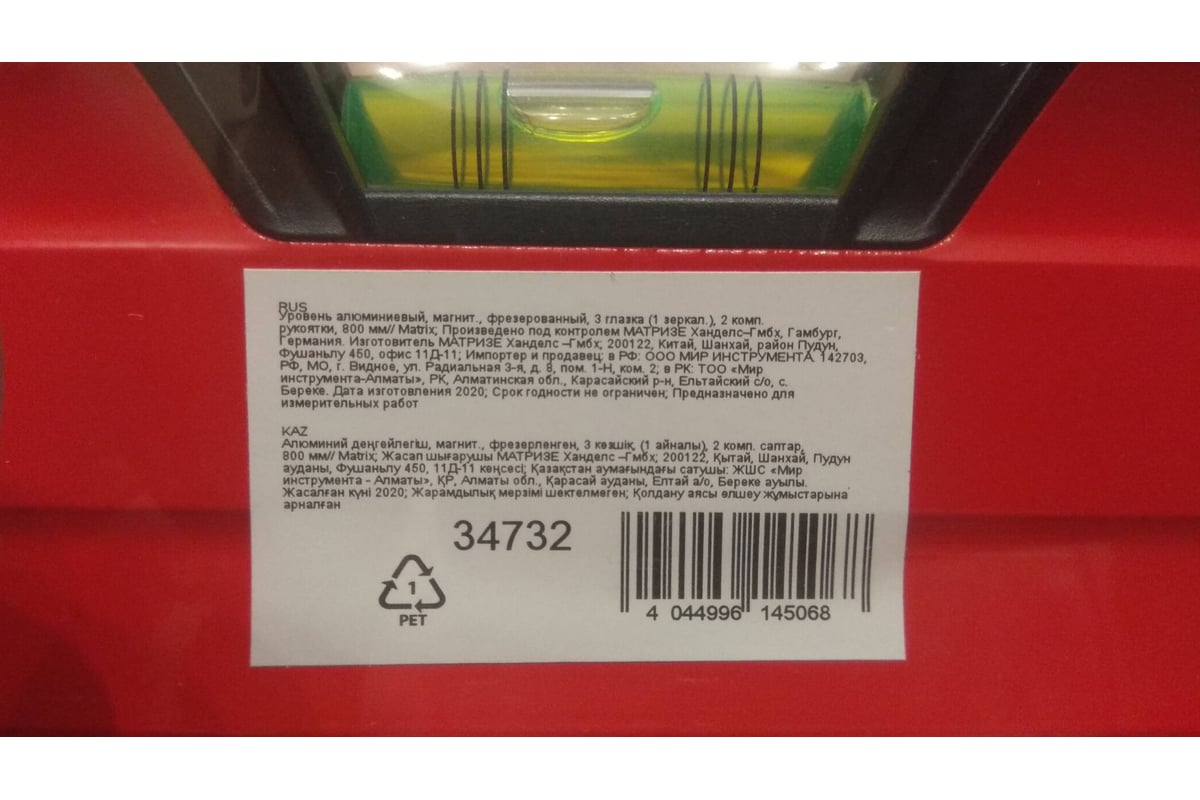 RUS
Уровень алюминиевый, магнит., фрезерованный, 3 глазка (1 зеркал.), 2 комп.
рукоятки, 800 мм// Matrix; Произведено под контролем МАТРИЗЕ Ханделс–Гмбх, Гамбург,
Германия. Изготовитель МАТРИЗЕ Ханделс –Гмбх; 200122, Китай, Шанхай, район Пудун,
Фушаньлу 450, офис 11Д-11; Импортер и продавец: в РФ: ООО МИР ИНСТРУМЕНТА. 142703,
РФ, МО, г. Видное, ул. Радиальная 3-я, д. 8, пом. 1-Н, ком. 2; в РК: ТОО «Мир
инструмента-Алматы», РК, Алматинская обл., Карасайский р-н, Ельтайский с/о, с.
Береке. Дата изготовления 2020; Срок годности не ограничен; Предназначено для
измерительных работ
KAZ
Алюминий деңгейлегіш, магнит., фрезерленген, 3 көзшік, (1 айналы), 2 комп. саптар,
800 мм// Matrix; Жасап шығарушы МАТРИЗЕ Ханделс –Гмбх; 200122, Қытай, Шанхай, Пудун
ауданы, Фушаньлу 450, 11Д-11 кеңсесі; Қазақстан аумағындағы сатушы: ЖШС «Мир
инструмента - Алматы», ҚР, Алматы обл., Қарасай ауданы, Елтай а/о, Береке ауылы.
Жасалған күні 2020; Жарамдылық мерзімі шектелмеген; Қолдану аясы өлшеу жұмыстарына
арналған
34732
1
PET
4 044996 145068